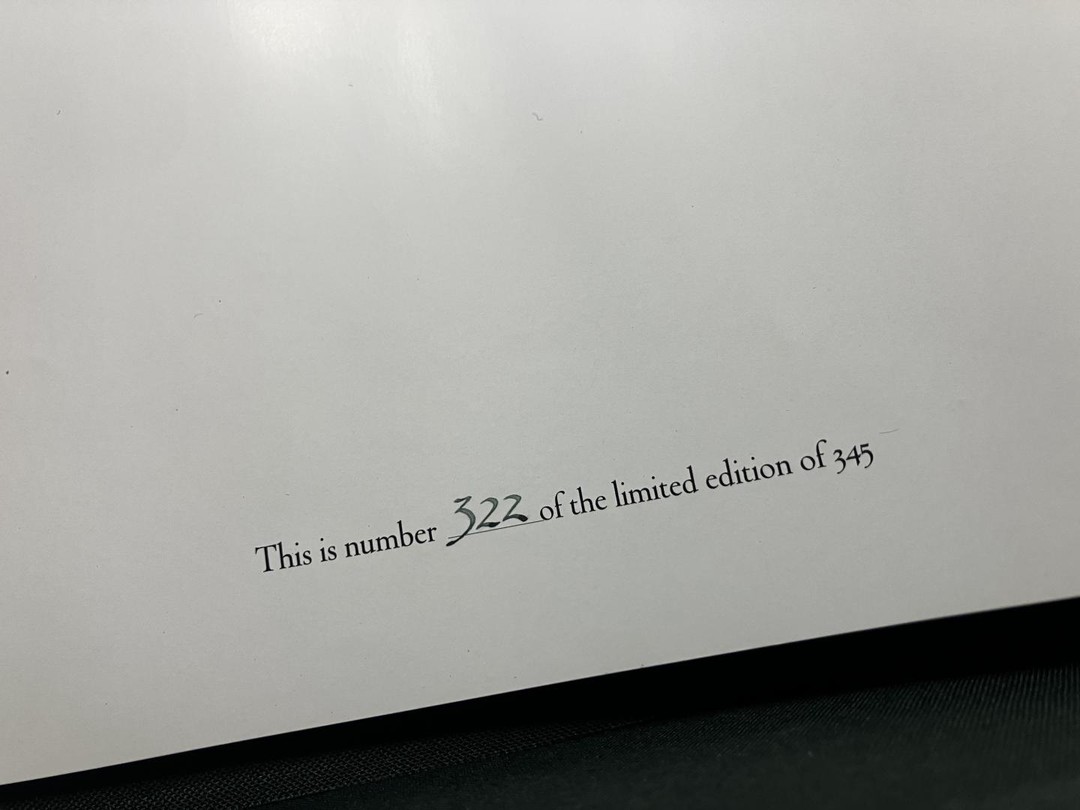 This is number 322 of the limited edition of 345